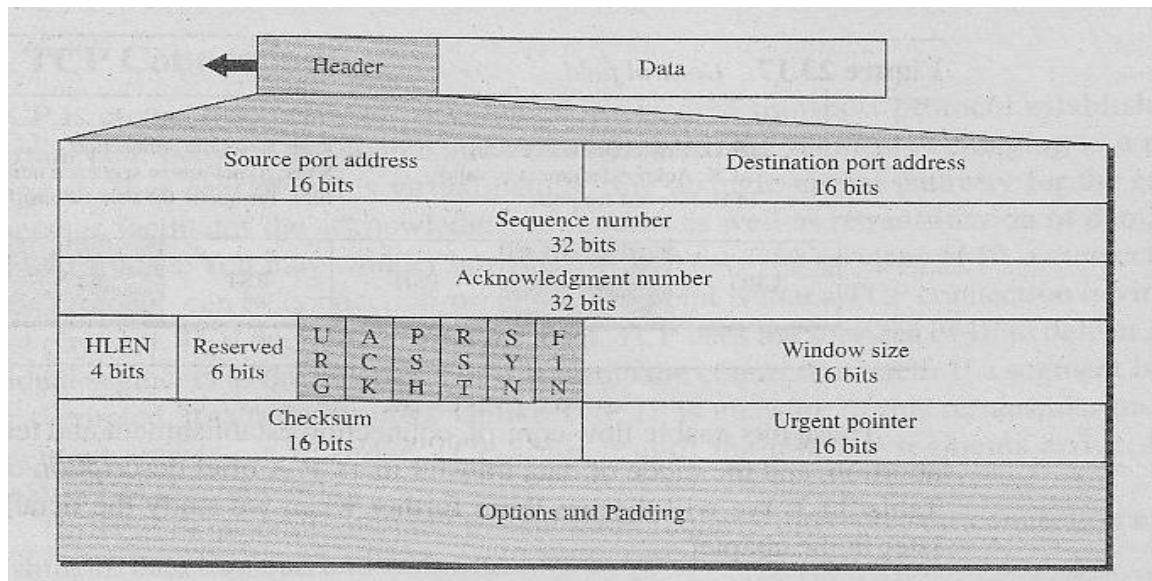 Header
Data
Source port address
16 bits
Destination port address
16 bits
Sequence number
32 bits
Acknowledgment number
32 bits
HLEN
4 bits
Reserved
6 bits
U A P R S F
R C S S Y I
G K H T N N
Window size
16 bits
Checksum
16 bits
Urgent pointer
16 bits
Options and Padding